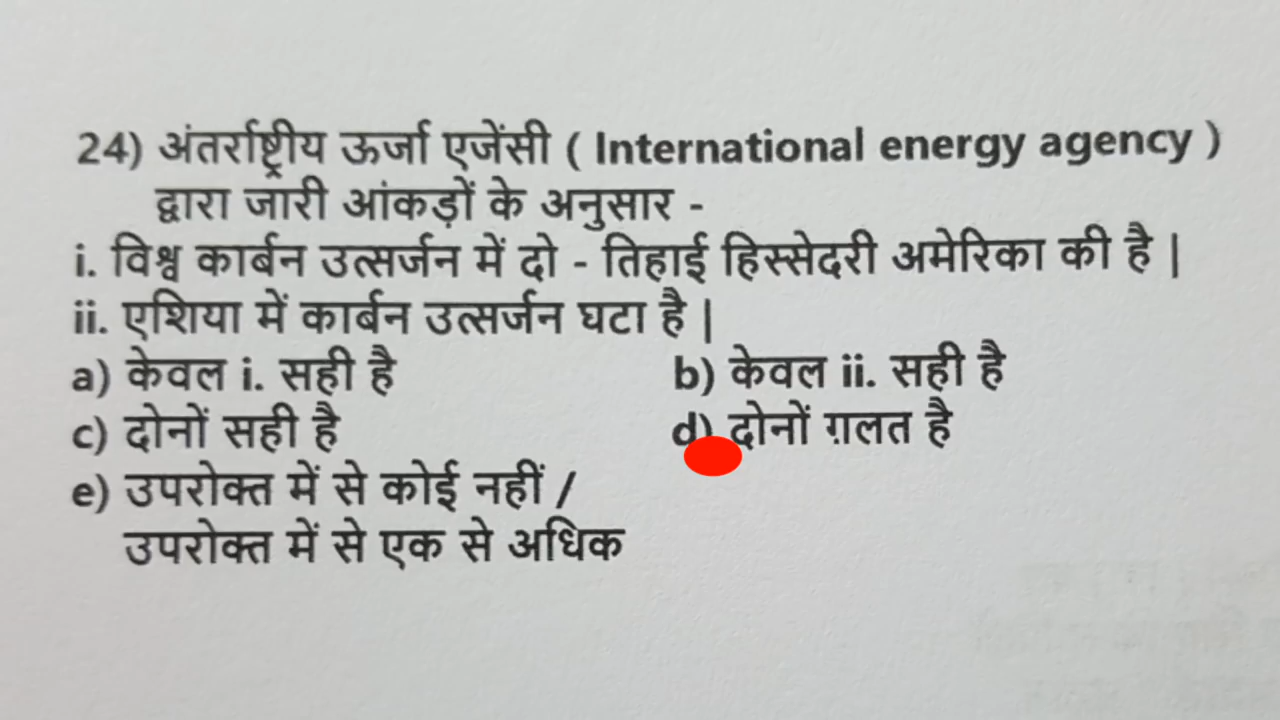 24) अंतर्राष्ट्रीय ऊर्जा एजेंसी ( International energy agency )
द्वारा जारी आंकड़ों के अनुसार -
i. विश्व कार्बन उत्सर्जन में दो - तिहाई हिस्सेदरी अमेरिका की है |
ii. एशिया में कार्बन उत्सर्जन घटा है |
a) केवल i. सही है b) केवल ii. सही है
c) दोनों सही है d) दोनों ग़लत है
e) उपरोक्त में से कोई नहीं /
उपरोक्त में से एक से अधिक